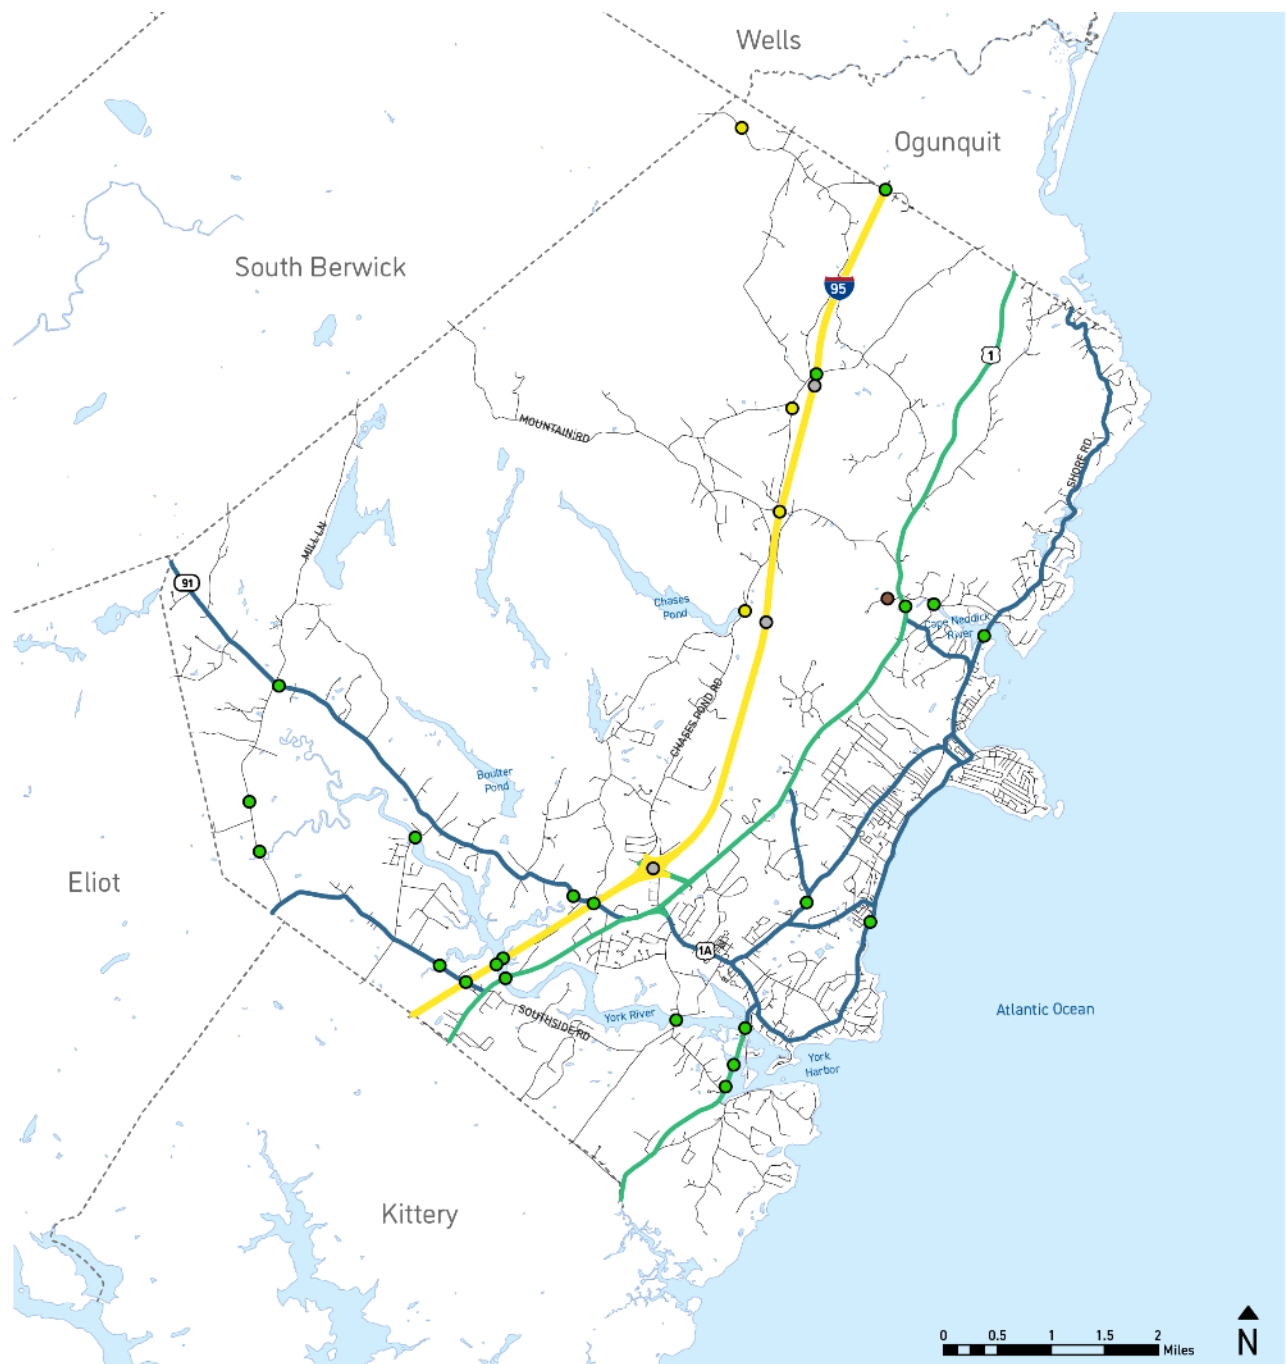 Wells
Ogunquit
South Berwick
95
1
MOUNTAIN RD
SHORE RD
MILL LN
91
Chases
Pond
Cape Neddick
River
CHASES POND RD
Boulter
Pond
Eliot
1A
Atlantic Ocean
York River
SOUTHSIDE RD
York
Harbor
Kittery
0 0.5 1 1.5 2
Miles
N